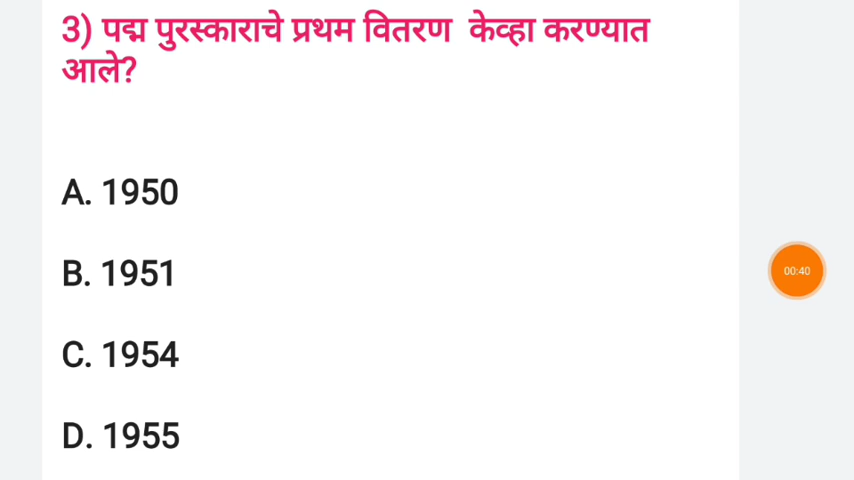 3) पद्म पुरस्काराचे प्रथम वितरण केव्हा करण्यात
आले?
A. 1950
B. 1951
00:40
C. 1954
D. 1955